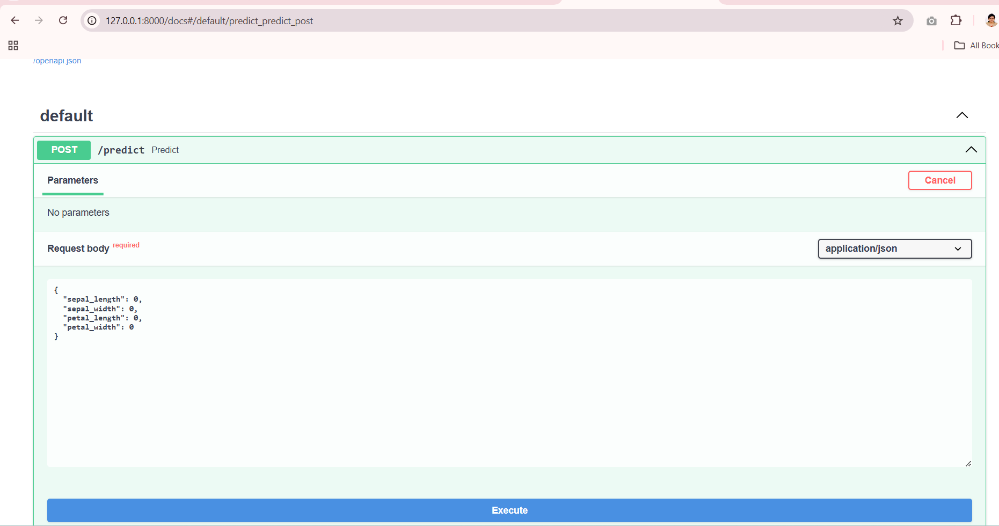 127.0.0.1:8000/docs#/default/predict_predict_post
All Book
/openapi.json
default
POST /predict Predict
Parameters
Cancel
No parameters
Request body required
application/json
{
  "sepal_length": 0,
  "sepal_width": 0,
  "petal_length": 0,
  "petal_width": 0
}
Execute